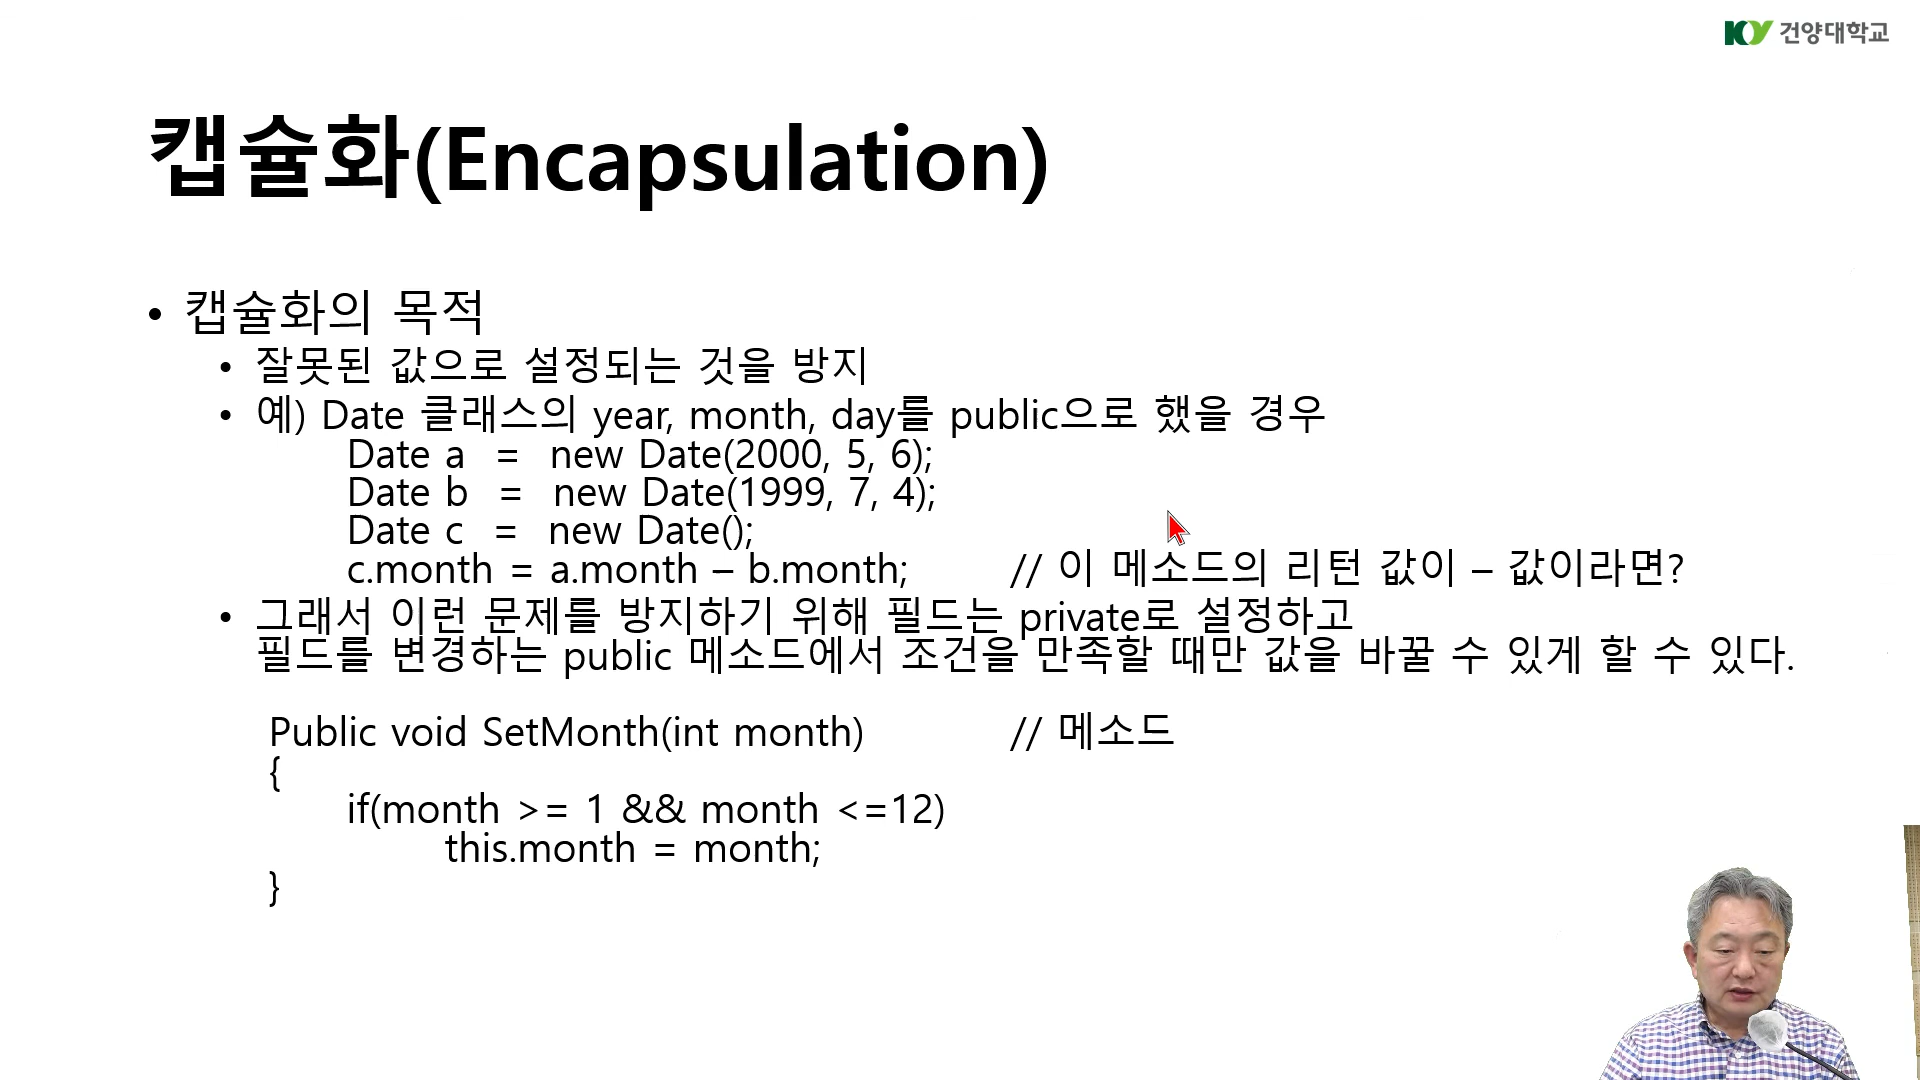 KY 건양대학교
캡슐화(Encapsulation)
• 캡슐화의 목적
• 잘못된 값으로 설정되는 것을 방지
• 예) Date 클래스의 year, month, day를 public으로 했을 경우
Date a = new Date(2000, 5, 6);
Date b = new Date(1999, 7, 4);
Date c = new Date();
c.month = a.month – b.month; // 이 메소드의 리턴 값이 – 값이라면?
• 그래서 이런 문제를 방지하기 위해 필드는 private로 설정하고
필드를 변경하는 public 메소드에서 조건을 만족할 때만 값을 바꿀 수 있게 할 수 있다.
Public void SetMonth(int month) // 메소드
{
if(month >= 1 && month <=12)
this.month = month;
}